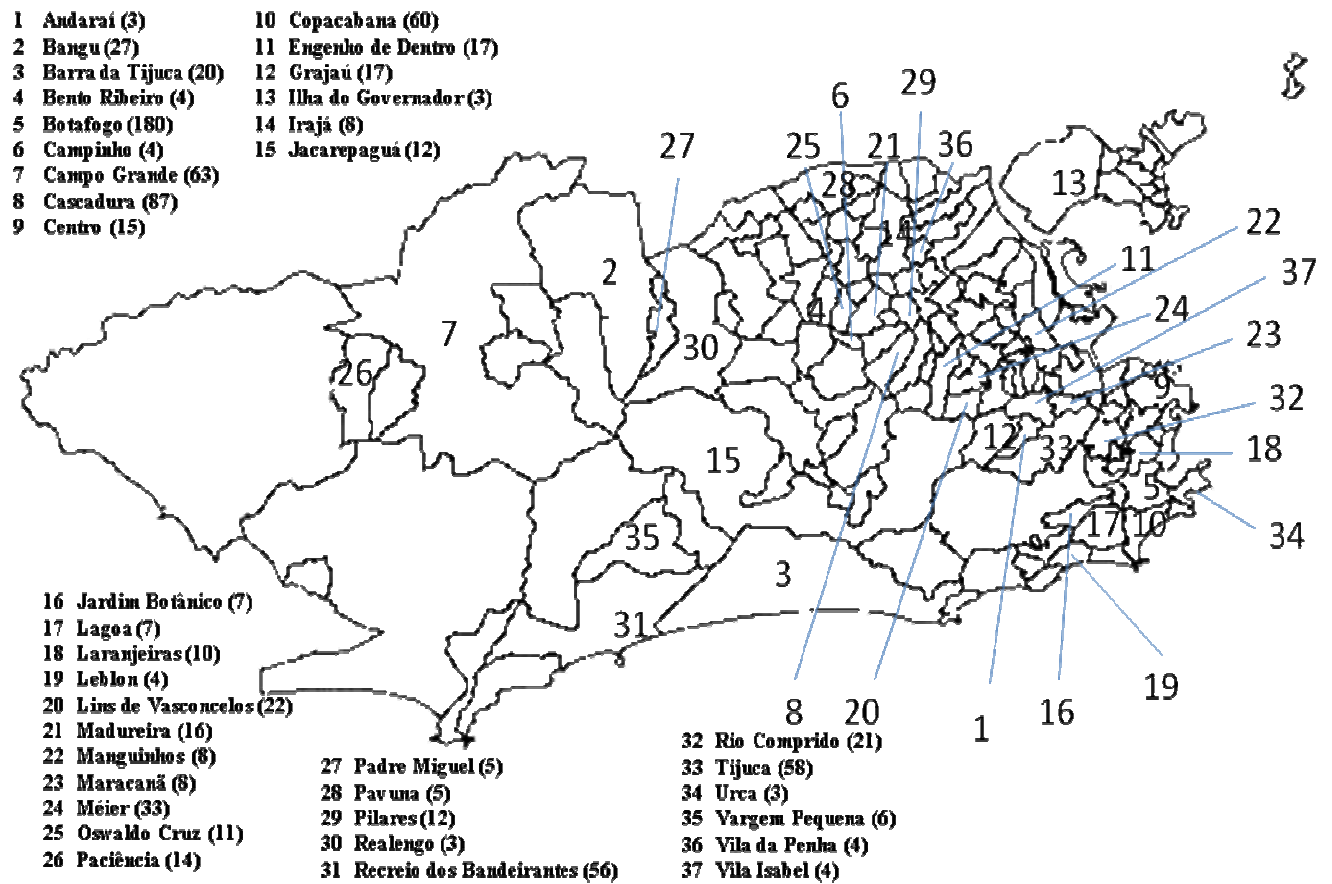 1 Andaraí (3)
2 Bangu (27)
3 Barra da Tijuca (20)
4 Bento Ribeiro (4)
5 Botafogo (180)
6 Campinho (4)
7 Campo Grande (63)
8 Cascadura (87)
9 Centro (15)
10 Copacabana (60)
11 Engenho de Dentro (17)
12 Grajaú (17)
13 Ilha do Governador (3)
14 Irajá (8)
15 Jacarepaguá (12)
29
6
27
25
21
36
28
13
14
22
11
37
2
24
4
7
30
23
26
9
32
12
33
18
15
5
17
10
34
35
3
31
19
8
20
1
16
16 Jardim Botânico (7)
17 Lagoa (7)
18 Laranjeiras (10)
19 Leblon (4)
20 Lins de Vasconcelos (22)
21 Madureira (16)
22 Manguinhos (8)
23 Maracanã (8)
24 Méier (33)
25 Oswaldo Cruz (11)
26 Paciência (14)
27 Padre Miguel (5)
28 Pavuna (5)
29 Pilares (12)
30 Realengo (3)
31 Recreio dos Bandeirantes (56)
32 Rio Comprido (21)
33 Tijuca (58)
34 Urca (3)
35 Vargem Pequena (6)
36 Vila da Penha (4)
37 Vila Isabel (4)